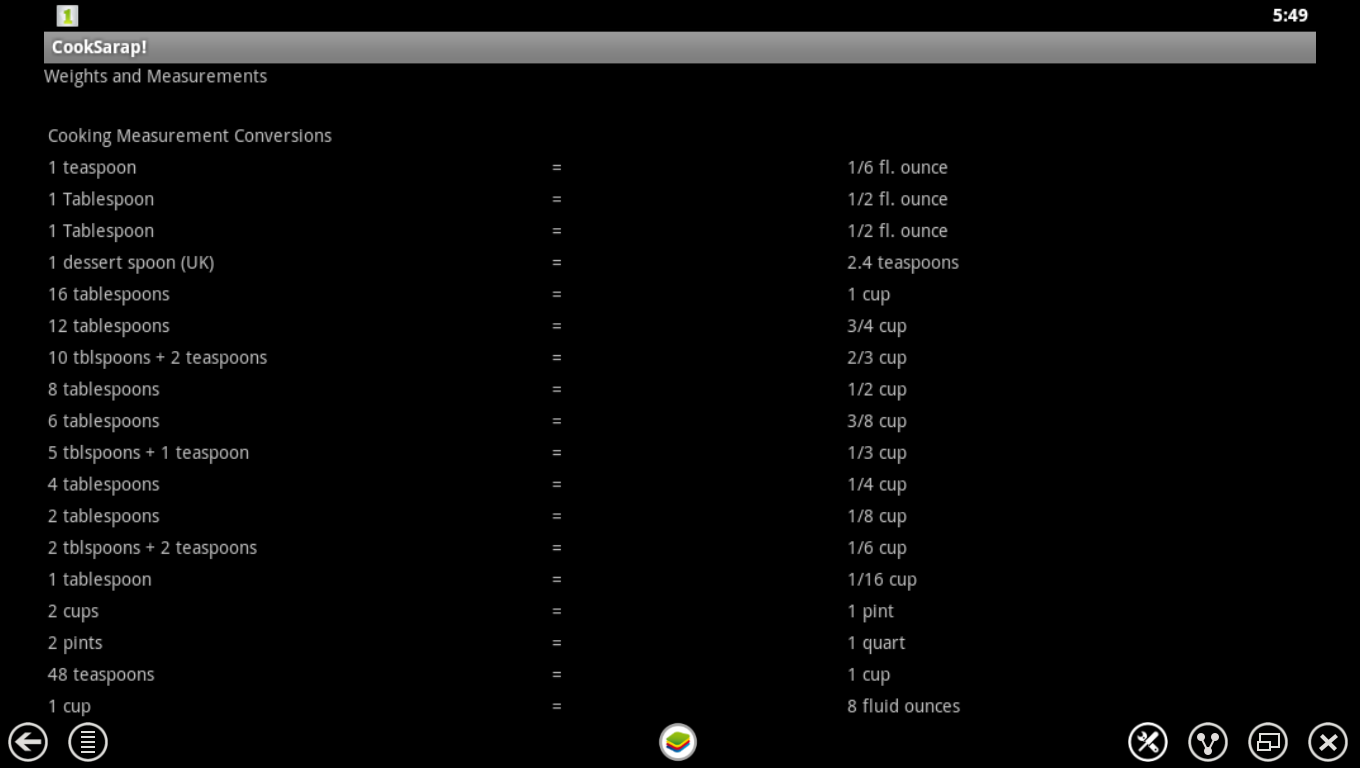 1
5:49
CookSarap!
Weights and Measurements
Cooking Measurement Conversions
1 teaspoon = 1/6 fl. ounce
1 Tablespoon = 1/2 fl. ounce
1 Tablespoon = 1/2 fl. ounce
1 dessert spoon (UK) = 2.4 teaspoons
16 tablespoons = 1 cup
12 tablespoons = 3/4 cup
10 tblspoons + 2 teaspoons = 2/3 cup
8 tablespoons = 1/2 cup
6 tablespoons = 3/8 cup
5 tblspoons + 1 teaspoon = 1/3 cup
4 tablespoons = 1/4 cup
2 tablespoons = 1/8 cup
2 tblspoons + 2 teaspoons = 1/6 cup
1 tablespoon = 1/16 cup
2 cups = 1 pint
2 pints = 1 quart
48 teaspoons = 1 cup
1 cup = 8 fluid ounces